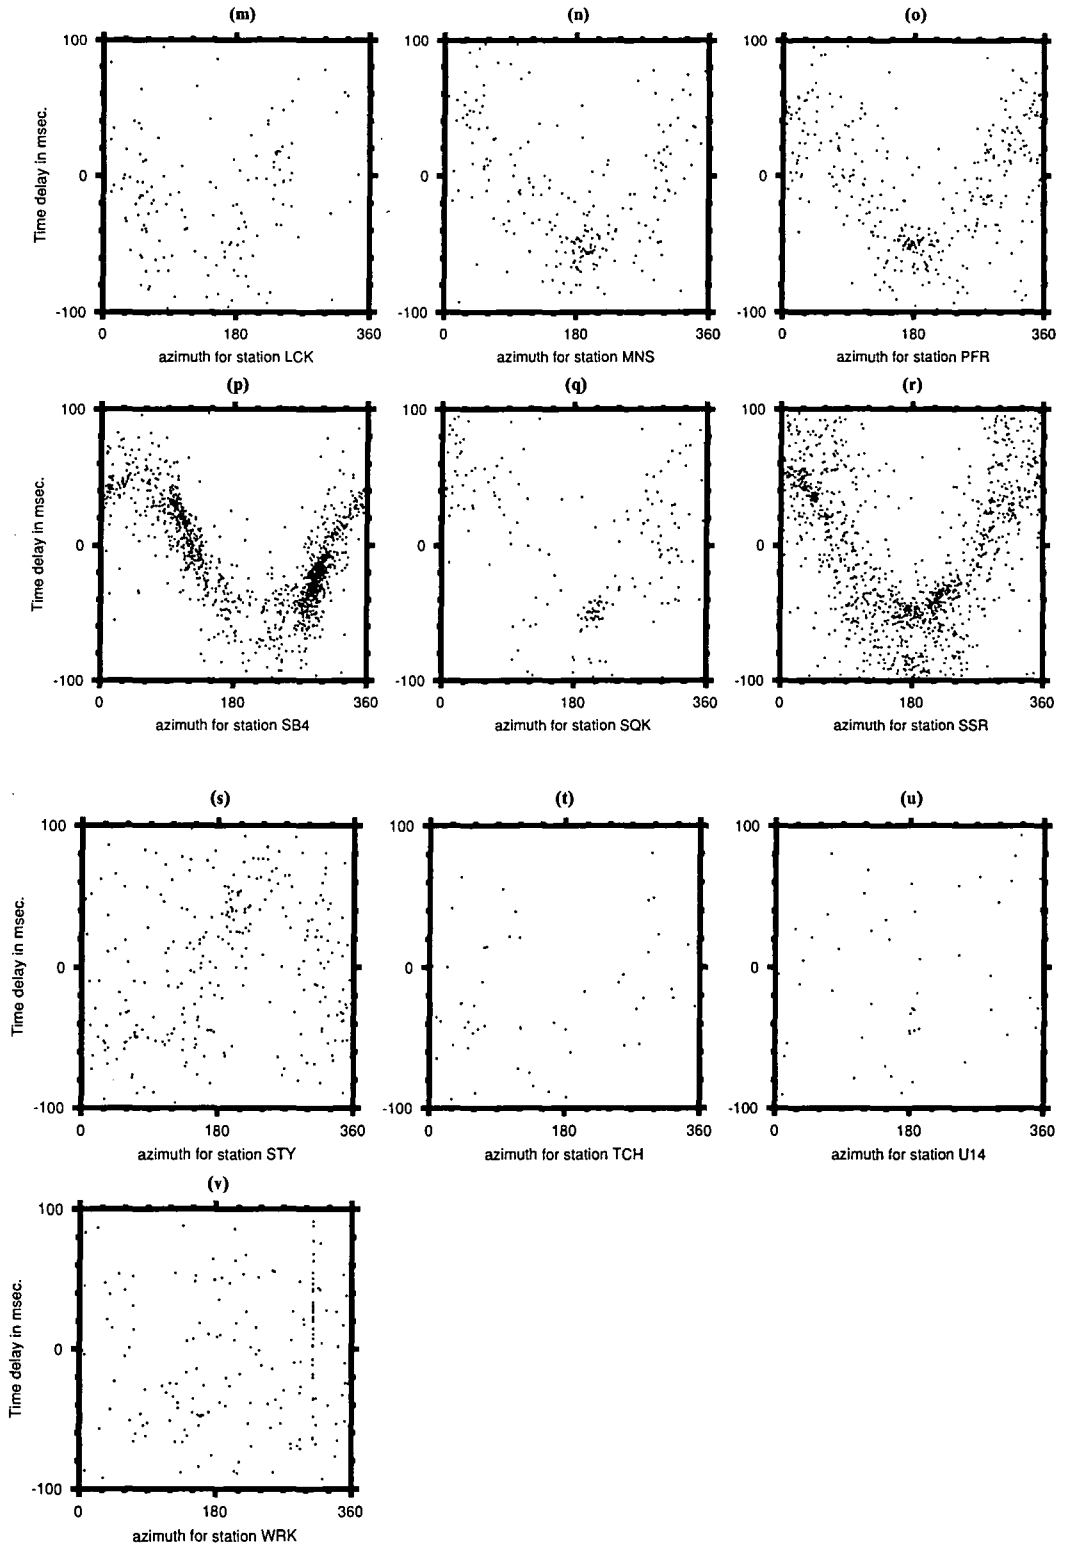 (m) (n) (o)
100
Time delay in msec.
0
-100 -100 -100
0 180 360 0 180 360 0 180 360
azimuth for station LCK azimuth for station MNS azimuth for station PFR
(p) (q) (r)
100 100 100
Time delay in msec.
0 0 0
-100 -100 -100
0 180 360 0 180 360 0 180 360
azimuth for station SB4 azimuth for station SQK azimuth for station SSR
(s) (t) (u)
100 100 100
Time delay in msec.
0 0 0
-100 -100 -100
0 180 360 0 180 360 0 180 360
azimuth for station STY azimuth for station TCH azimuth for station U14
(v)
100
Time delay in msec.
0
-100
0 180 360
azimuth for station WRK